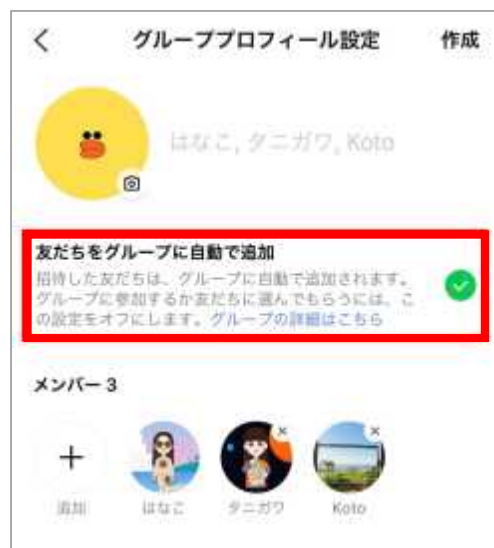 グループプロフィール設定 作成
はなこ, タニガワ, Koto
友だちをグループに自動で追加
招待した友だちは、グループに自動で追加されます。
グループに参加するか友だちに選んでもらうには、こ
の設定をオフにします。グループの詳細はこちら
メンバー 3
追加 はなこ タニガワ Koto